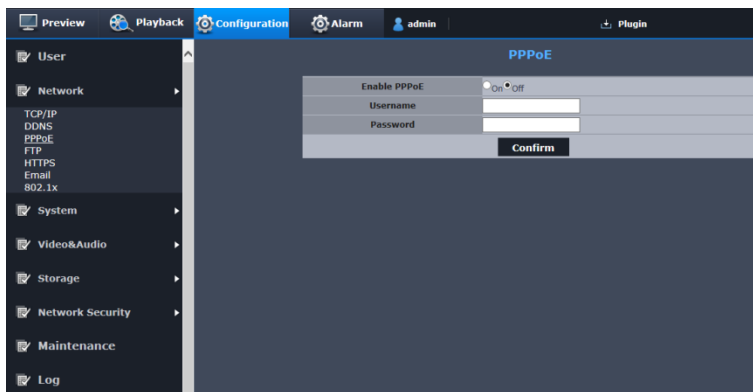 Preview Playback Configuration Alarm admin Plugin
User
Network
TCP/IP
DDNS
PPPoE
FTP
HTTPS
Email
802.1x
System
Video&Audio
Storage
Network Security
Maintenance
Log
PPPoE
Enable PPPoE On Off
Username
Password
Confirm